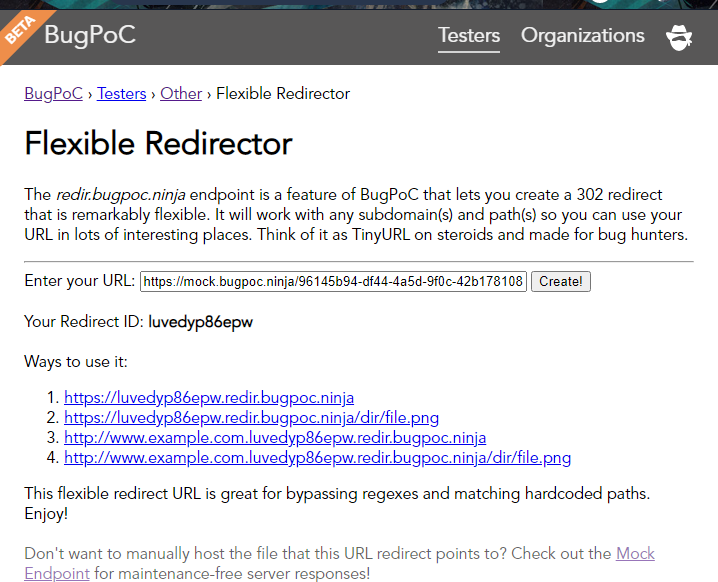 BETA
BugPoC
Testers
Organizations
BugPoC › Testers › Other › Flexible Redirector
Flexible Redirector
The redir.bugpoc.ninja endpoint is a feature of BugPoC that lets you create a 302 redirect
that is remarkably flexible. It will work with any subdomain(s) and path(s) so you can use your
URL in lots of interesting places. Think of it as TinyURL on steroids and made for bug hunters.
Enter your URL: https://mock.bugpoc.ninja/96145b94-df44-4a5d-9f0c-42b178108 Create!
Your Redirect ID: luvedyp86epw
Ways to use it:
1. https://luvedyp86epw.redir.bugpoc.ninja
2. https://luvedyp86epw.redir.bugpoc.ninja/dir/file.png
3. http://www.example.com.luvedyp86epw.redir.bugpoc.ninja
4. http://www.example.com.luvedyp86epw.redir.bugpoc.ninja/dir/file.png
This flexible redirect URL is great for bypassing regexes and matching hardcoded paths.
Enjoy!
Don't want to manually host the file that this URL redirect points to? Check out the Mock
Endpoint for maintenance-free server responses!